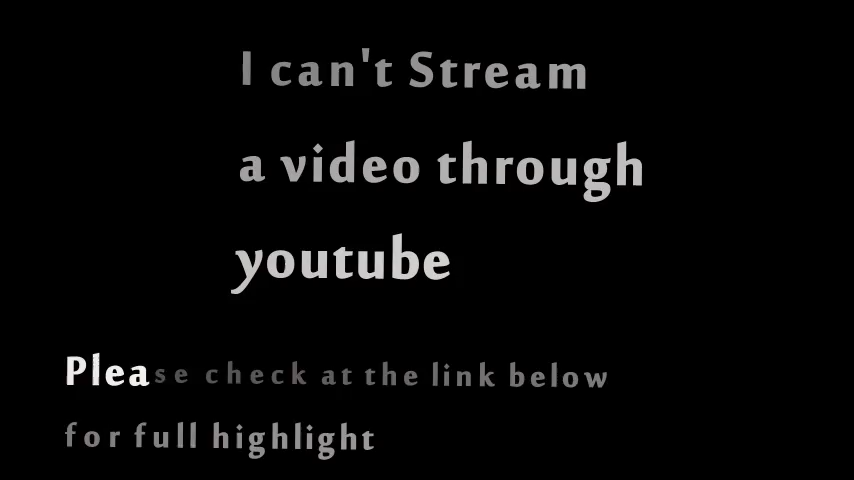 I can't Stream
a video through
youtube
Please check at the link below
for full highlight